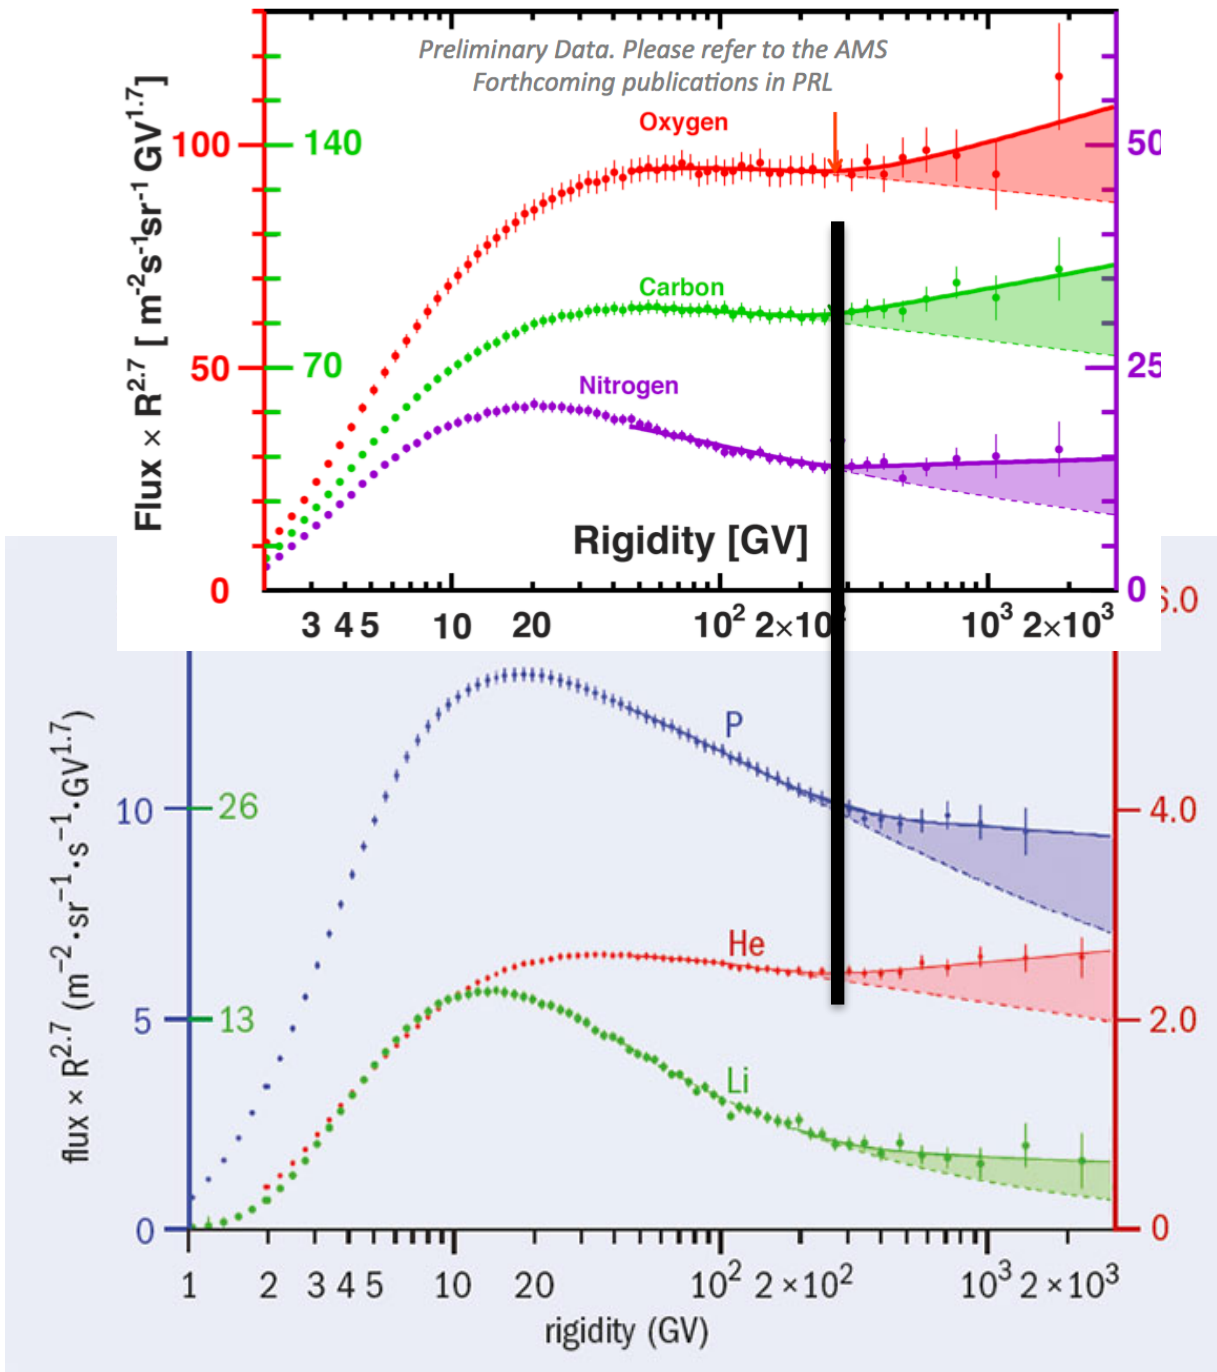 Preliminary Data. Please refer to the AMS
Forthcoming publications in PRL
Flux × R^2.7 [ m^-2s^-1sr^-1GV^1.7]
Oxygen
100
140
50
Carbon
50
70
25
Nitrogen
Rigidity [GV]
0
0
3 4 5 10 20 10^2 2×10 10^3 2×10^3
6.0
flux × R^2.7 (m^−2·sr^−1·s^−1·GV^1.7)
P
10
26
4.0
He
5
13
2.0
Li
0
0
1 2 3 4 5 10 20 10^2 2×10^2 10^3 2×10^3
rigidity (GV)